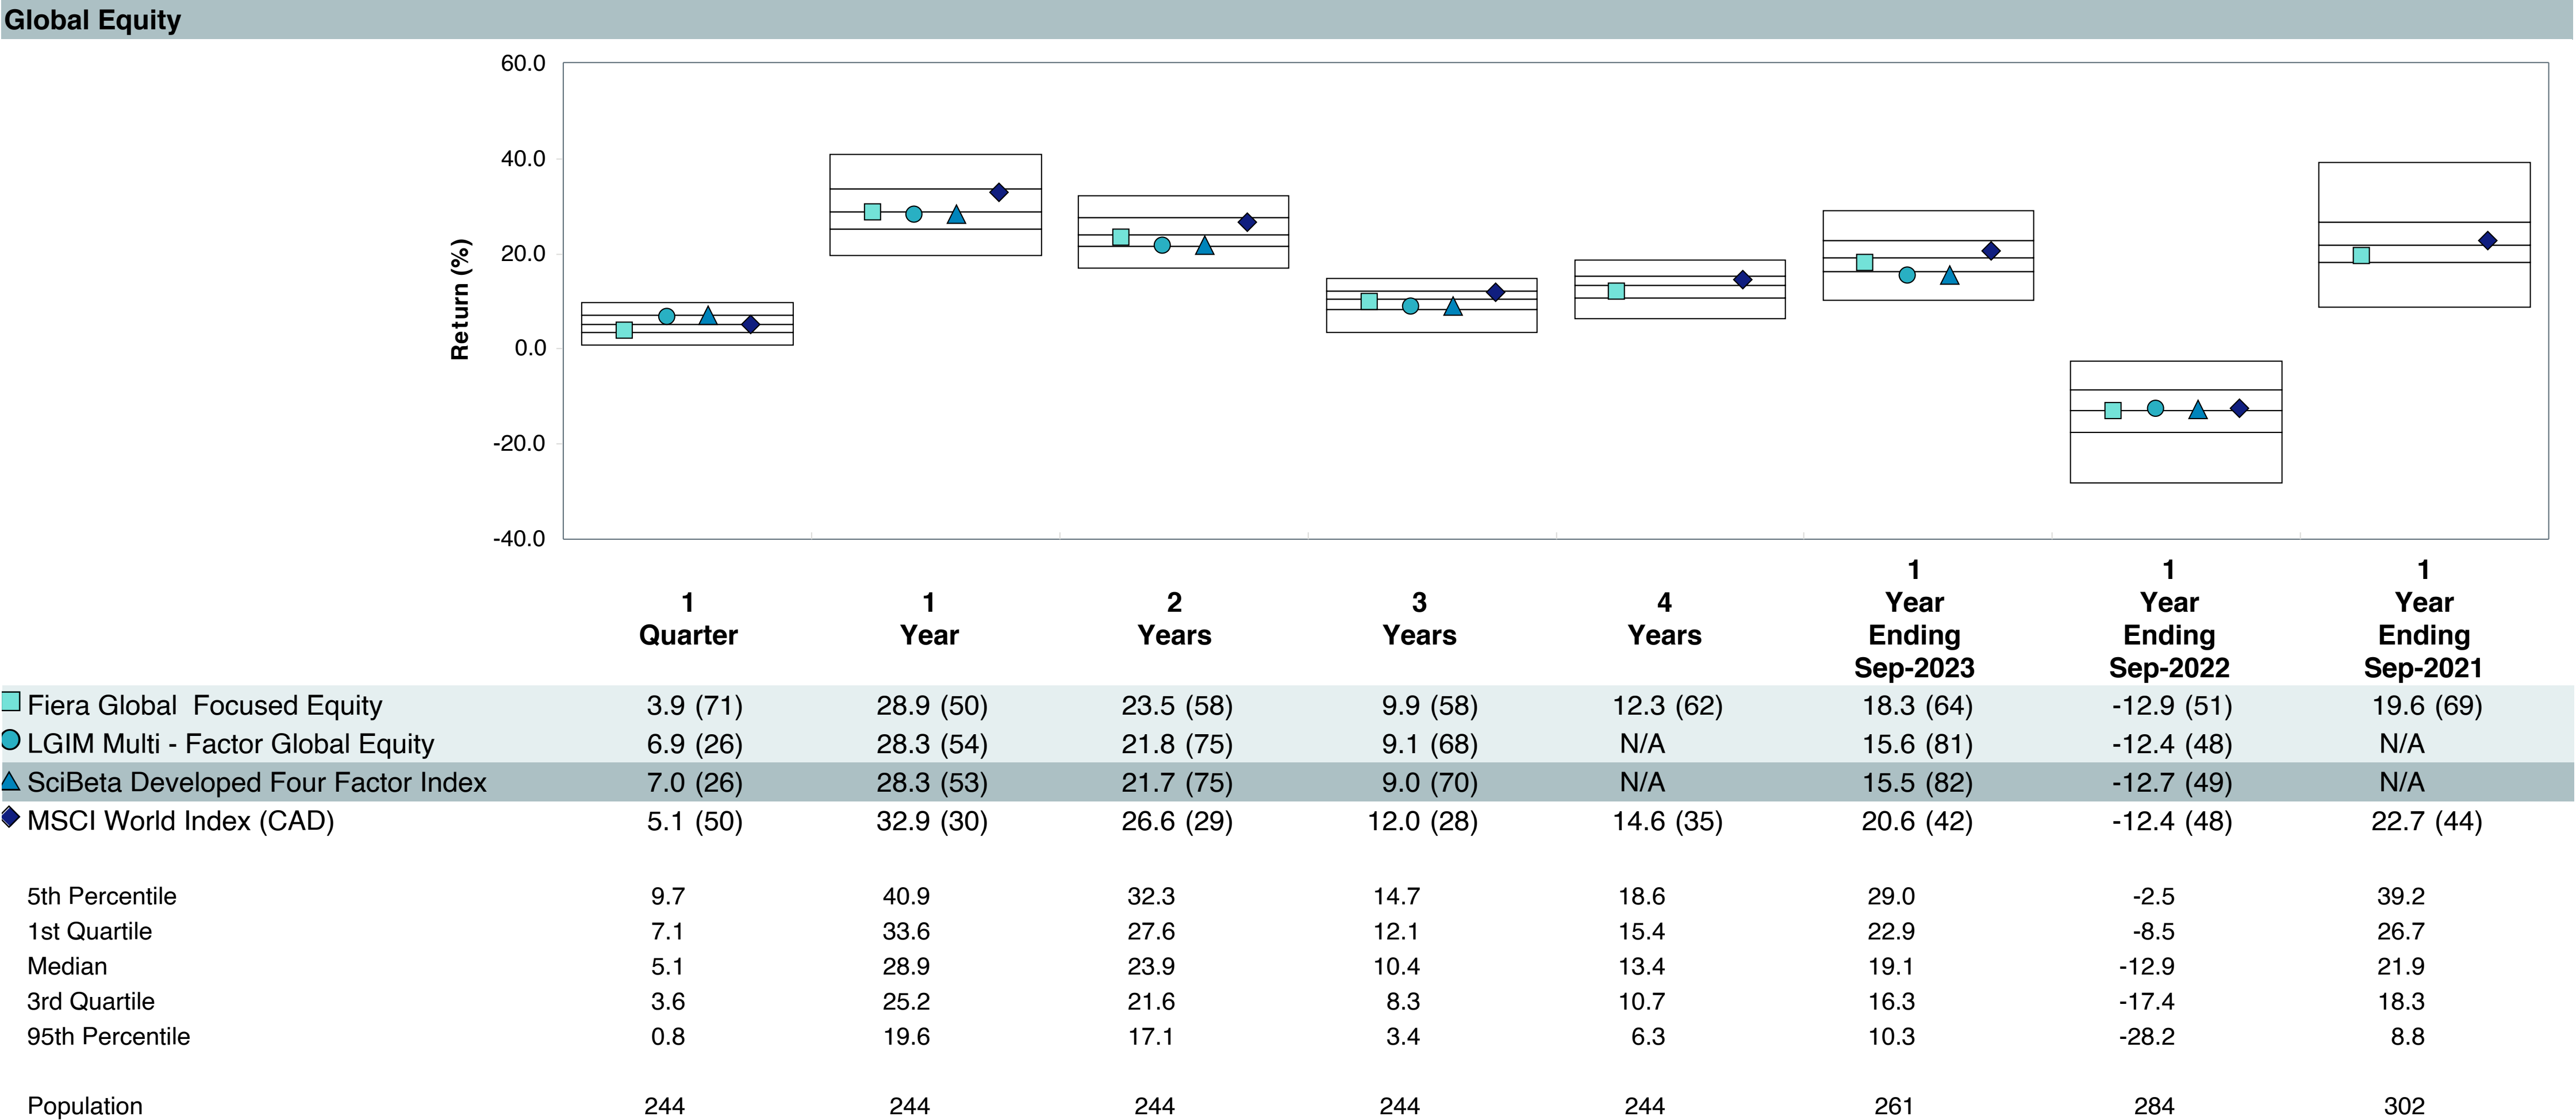 Global Equity
60.0
40.0
20.0
0.0
-20.0
-40.0
Return (%)
1 Quarter
1 Year
2 Years
3 Years
4 Years
1 Year Ending Sep-2023
1 Year Ending Sep-2022
1 Year Ending Sep-2021
Fiera Global Focused Equity 3.9 (71) 28.9 (50) 23.5 (58) 9.9 (58) 12.3 (62) 18.3 (64) -12.9 (51) 19.6 (69)
LGIM Multi - Factor Global Equity 6.9 (26) 28.3 (54) 21.8 (75) 9.1 (68) N/A 15.6 (81) -12.4 (48) N/A
SciBeta Developed Four Factor Index 7.0 (26) 28.3 (53) 21.7 (75) 9.0 (70) N/A 15.5 (82) -12.7 (49) N/A
MSCI World Index (CAD) 5.1 (50) 32.9 (30) 26.6 (29) 12.0 (28) 14.6 (35) 20.6 (42) -12.4 (48) 22.7 (44)
5th Percentile 9.7 40.9 32.3 14.7 18.6 29.0 -2.5 39.2
1st Quartile 7.1 33.6 27.6 12.1 15.4 22.9 -8.5 26.7
Median 5.1 28.9 23.9 10.4 13.4 19.1 -12.9 21.9
3rd Quartile 3.6 25.2 21.6 8.3 10.7 16.3 -17.4 18.3
95th Percentile 0.8 19.6 17.1 3.4 6.3 10.3 -28.2 8.8
Population 244 244 244 244 244 261 284 302